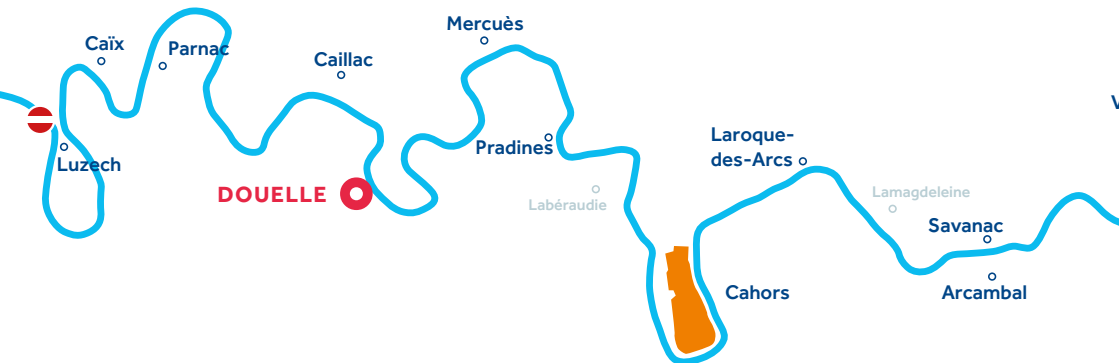 Mercuès
Caïx
Parnac
Caillac
V
Laroque-
des-Arcs
Pradines
Luzech
DOUELLE
Labéraudie
Lamagdeleine
Savanac
Cahors
Arcambal